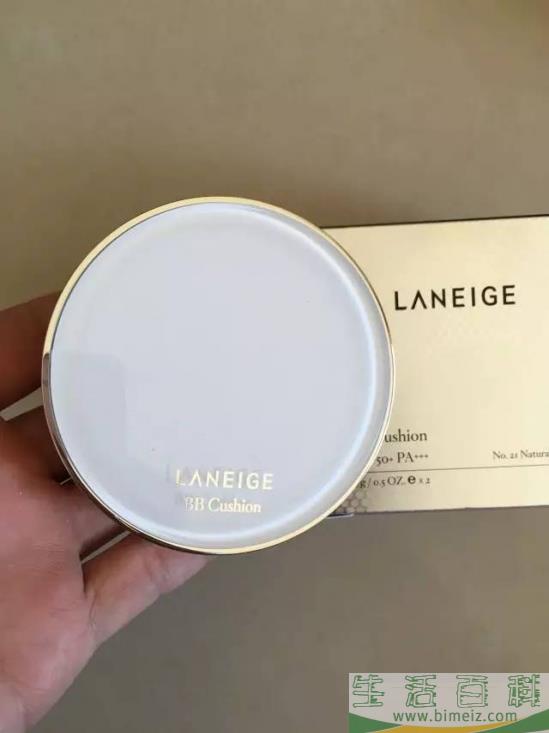 LANEIGE
ushion
50+ PA+++
No. 21 Natura
g / 0.5 OZ. e x 2
LANEIGE
BB Cushion
生活百科
www.bimeiz.com